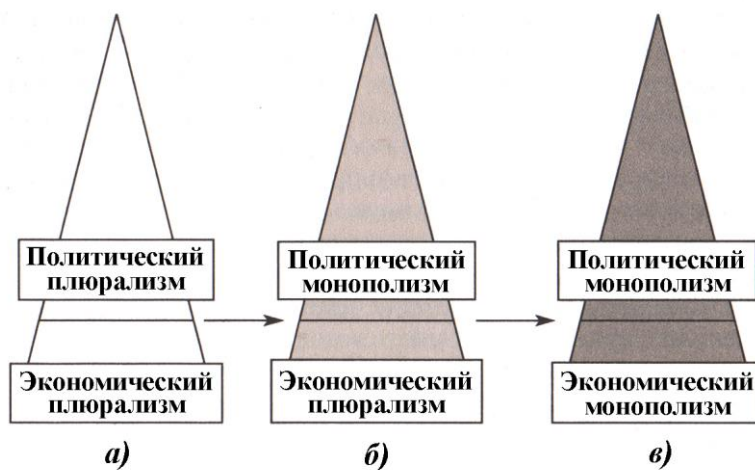 Политический
плюрализм
Экономический
плюрализм
а)
Политический
монополизм
Экономический
плюрализм
б)
Политический
монополизм
Экономический
монополизм
в)